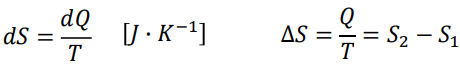 dS = dQ/T [J · K⁻¹] ΔS = Q/T = S₂ − S₁